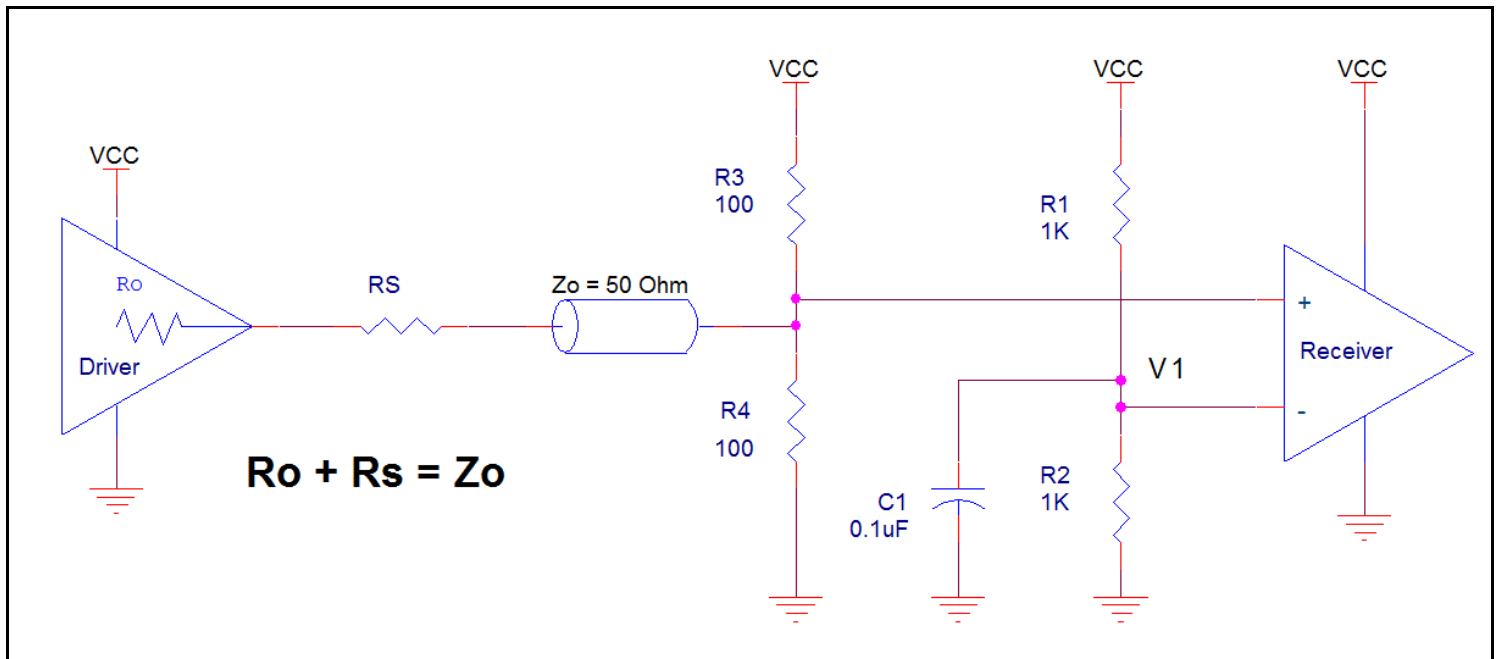 VCC
VCC
VCC
VCC
R3
100
R1
1K
Ro
RS
Zo = 50 Ohm
+
Driver
Receiver
V1
R4
100
-
Ro + Rs = Zo
R2
1K
C1
0.1uF